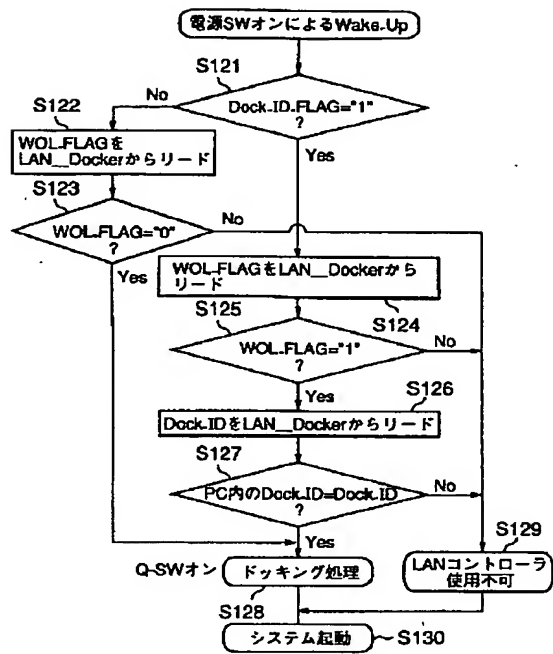 電源SWオンによるWake-Up
S121
No
Dock-ID.FLAG="1"
?
S122
WOL-FLAGを
LAN__Dockerからリード
Yes
S123
WOL-FLAG="0"
?
No
Yes
WOL-FLAGをLAN__Dockerから
リード
S124
S125
WOL.FLAG="1"
?
No
Yes
S126
Dock-IDをLAN__Dockerからリード
S127
PC内のDock-ID=Dock.ID
?
No
Yes
S129
Q-SWオン
ドッキング処理
LANコントローラ
使用不可
S128
システム起動
S130